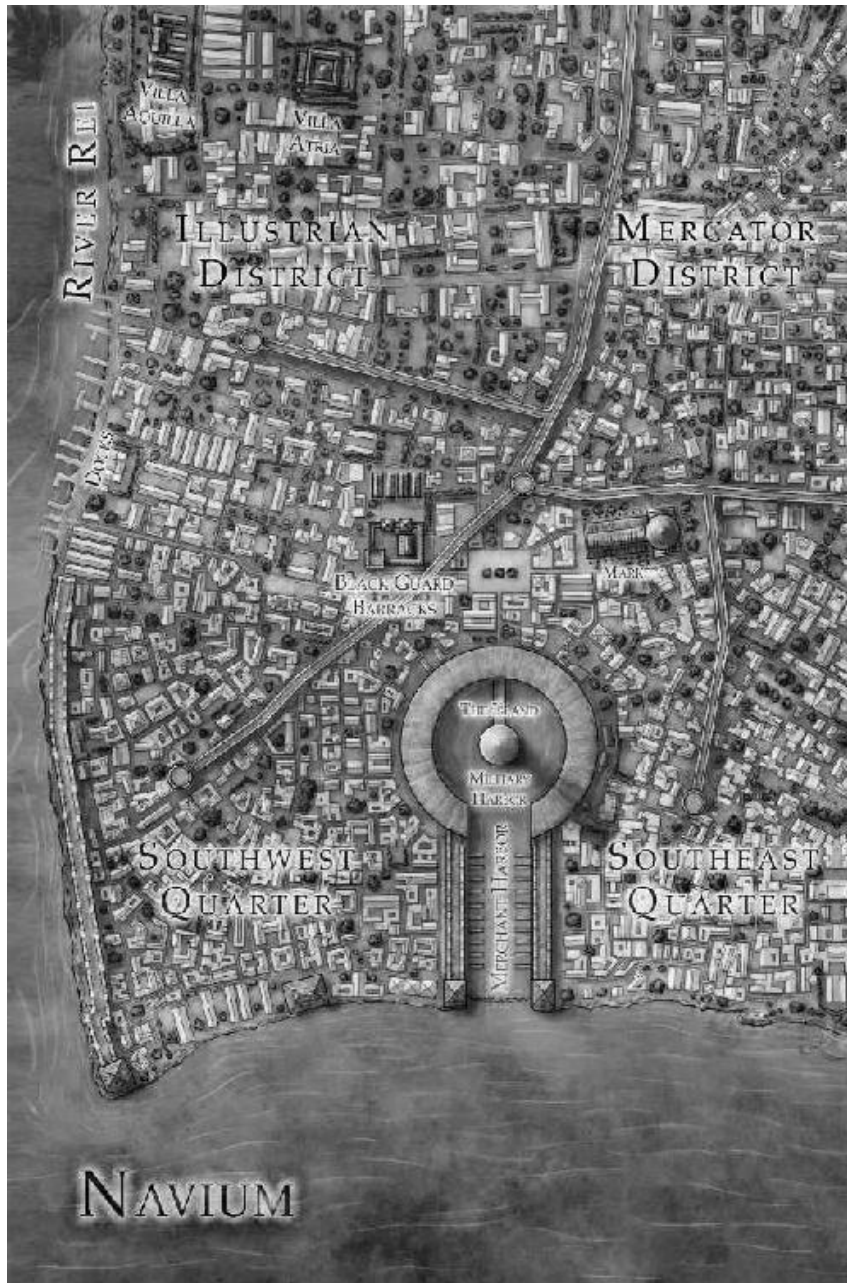 Villa
Aquilla
Villa
Atria
River Rei
Illustrian
District
Mercator
District
Docks
Black Guard
Barracks
The Island
Military
Harbor
Merchant Harbor
Southwest
Quarter
Southeast
Quarter
Navium